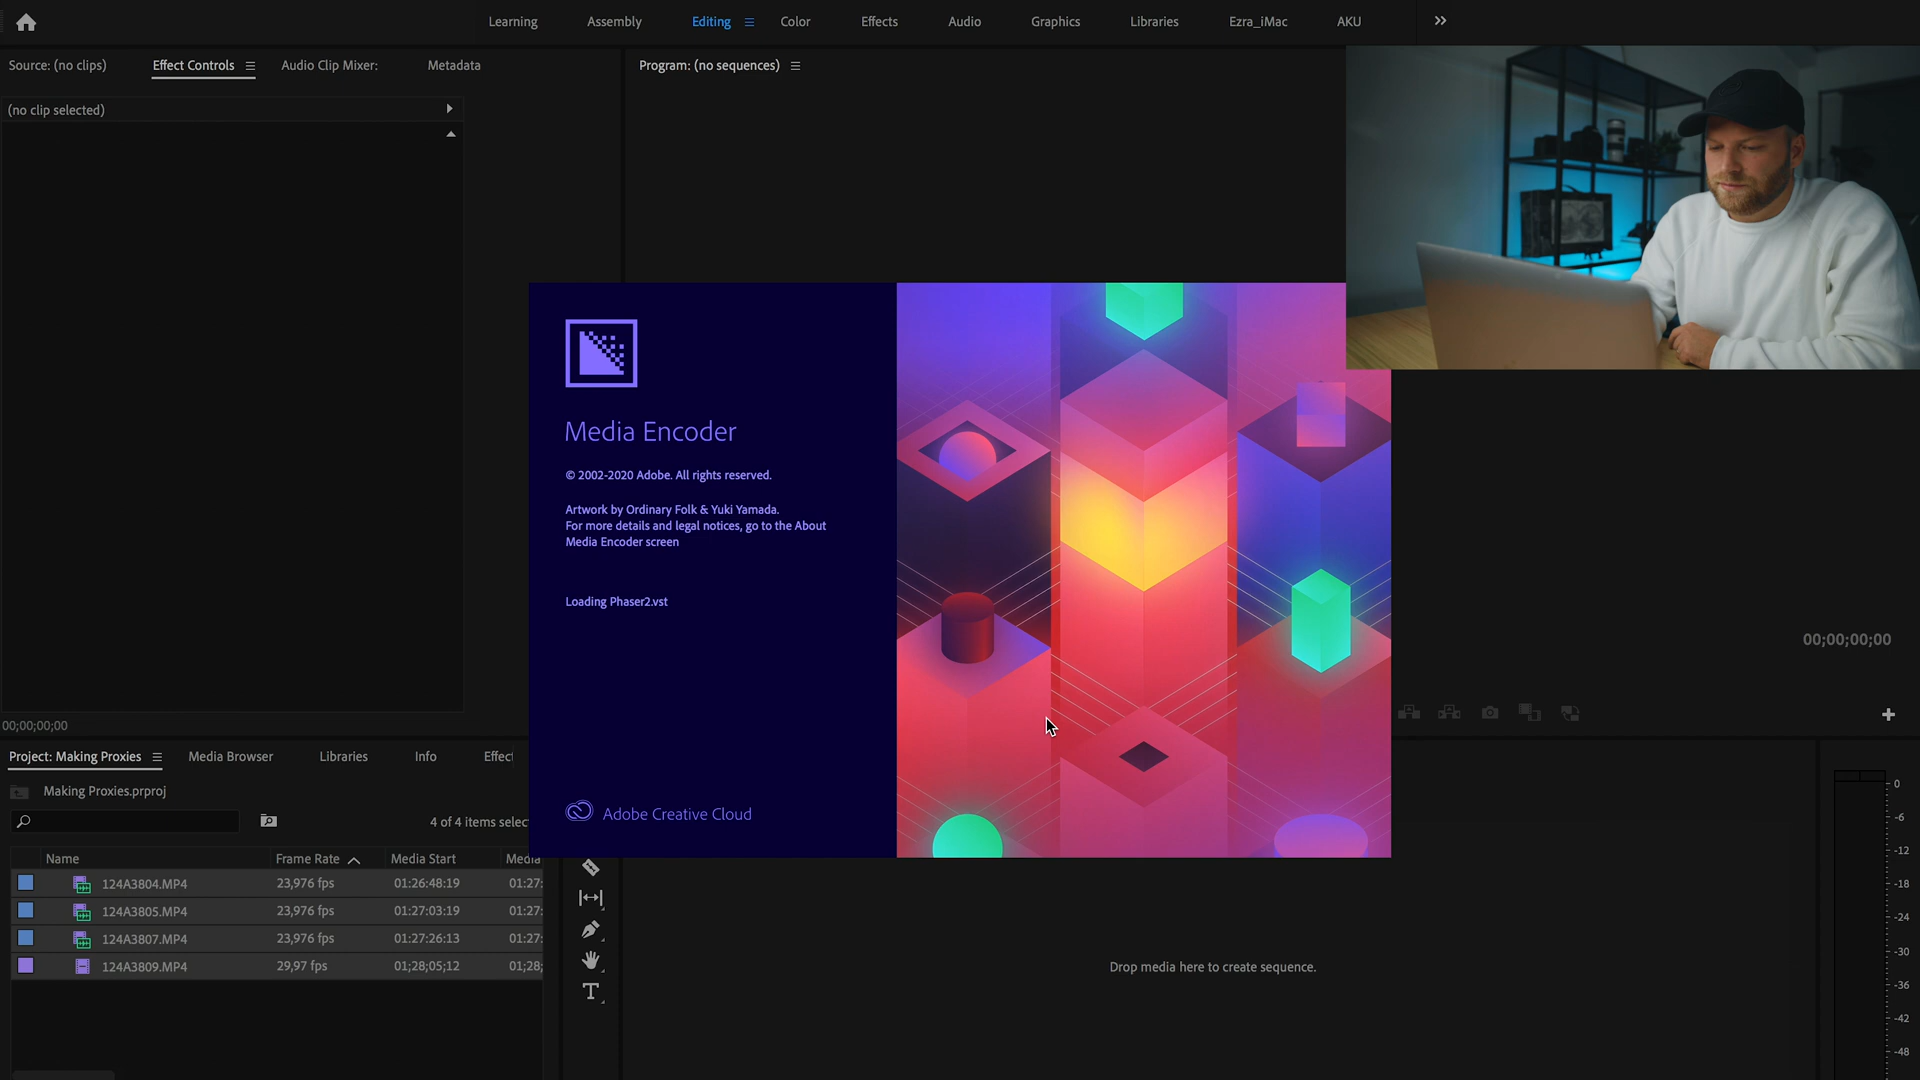 Learning Assembly Editing Color Effects Audio Graphics Libraries Ezra_iMac AKU
Source: (no clips) Effect Controls Audio Clip Mixer: Metadata
Program: (no sequences)
(no clip selected)
Media Encoder
© 2002-2020 Adobe. All rights reserved.
Artwork by Ordinary Folk & Yuki Yamada.
For more details and legal notices, go to the About
Media Encoder screen
Loading Phaser2.vst
Adobe Creative Cloud
00;00;00;00
00;00;00;00
Project: Making Proxies Media Browser Libraries Info Effec
Making Proxies.prproj
4 of 4 items selec
Name Frame Rate Media Start Media
124A3804.MP4 23,976 fps 01:26:48:19 01:27:
124A3805.MP4 23,976 fps 01:27:03:19 01:27:
124A3807.MP4 23,976 fps 01:27:26:13 01:27:
124A3809.MP4 29,97 fps 01;28;05;12 01;28;
Drop media here to create sequence.
0
-6
-12
-18
-24
-30
-36
-42
-48